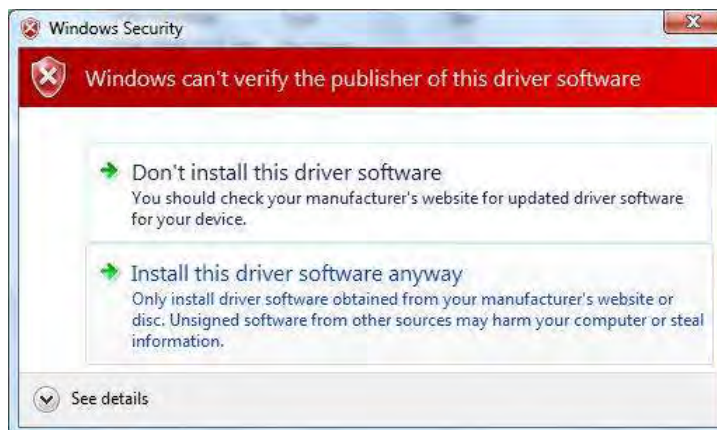 Windows Security
Windows can't verify the publisher of this driver software
Don't install this driver software
You should check your manufacturer's website for updated driver software
for your device.
Install this driver software anyway
Only install driver software obtained from your manufacturer's website or
disc. Unsigned software from other sources may harm your computer or steal
information.
See details